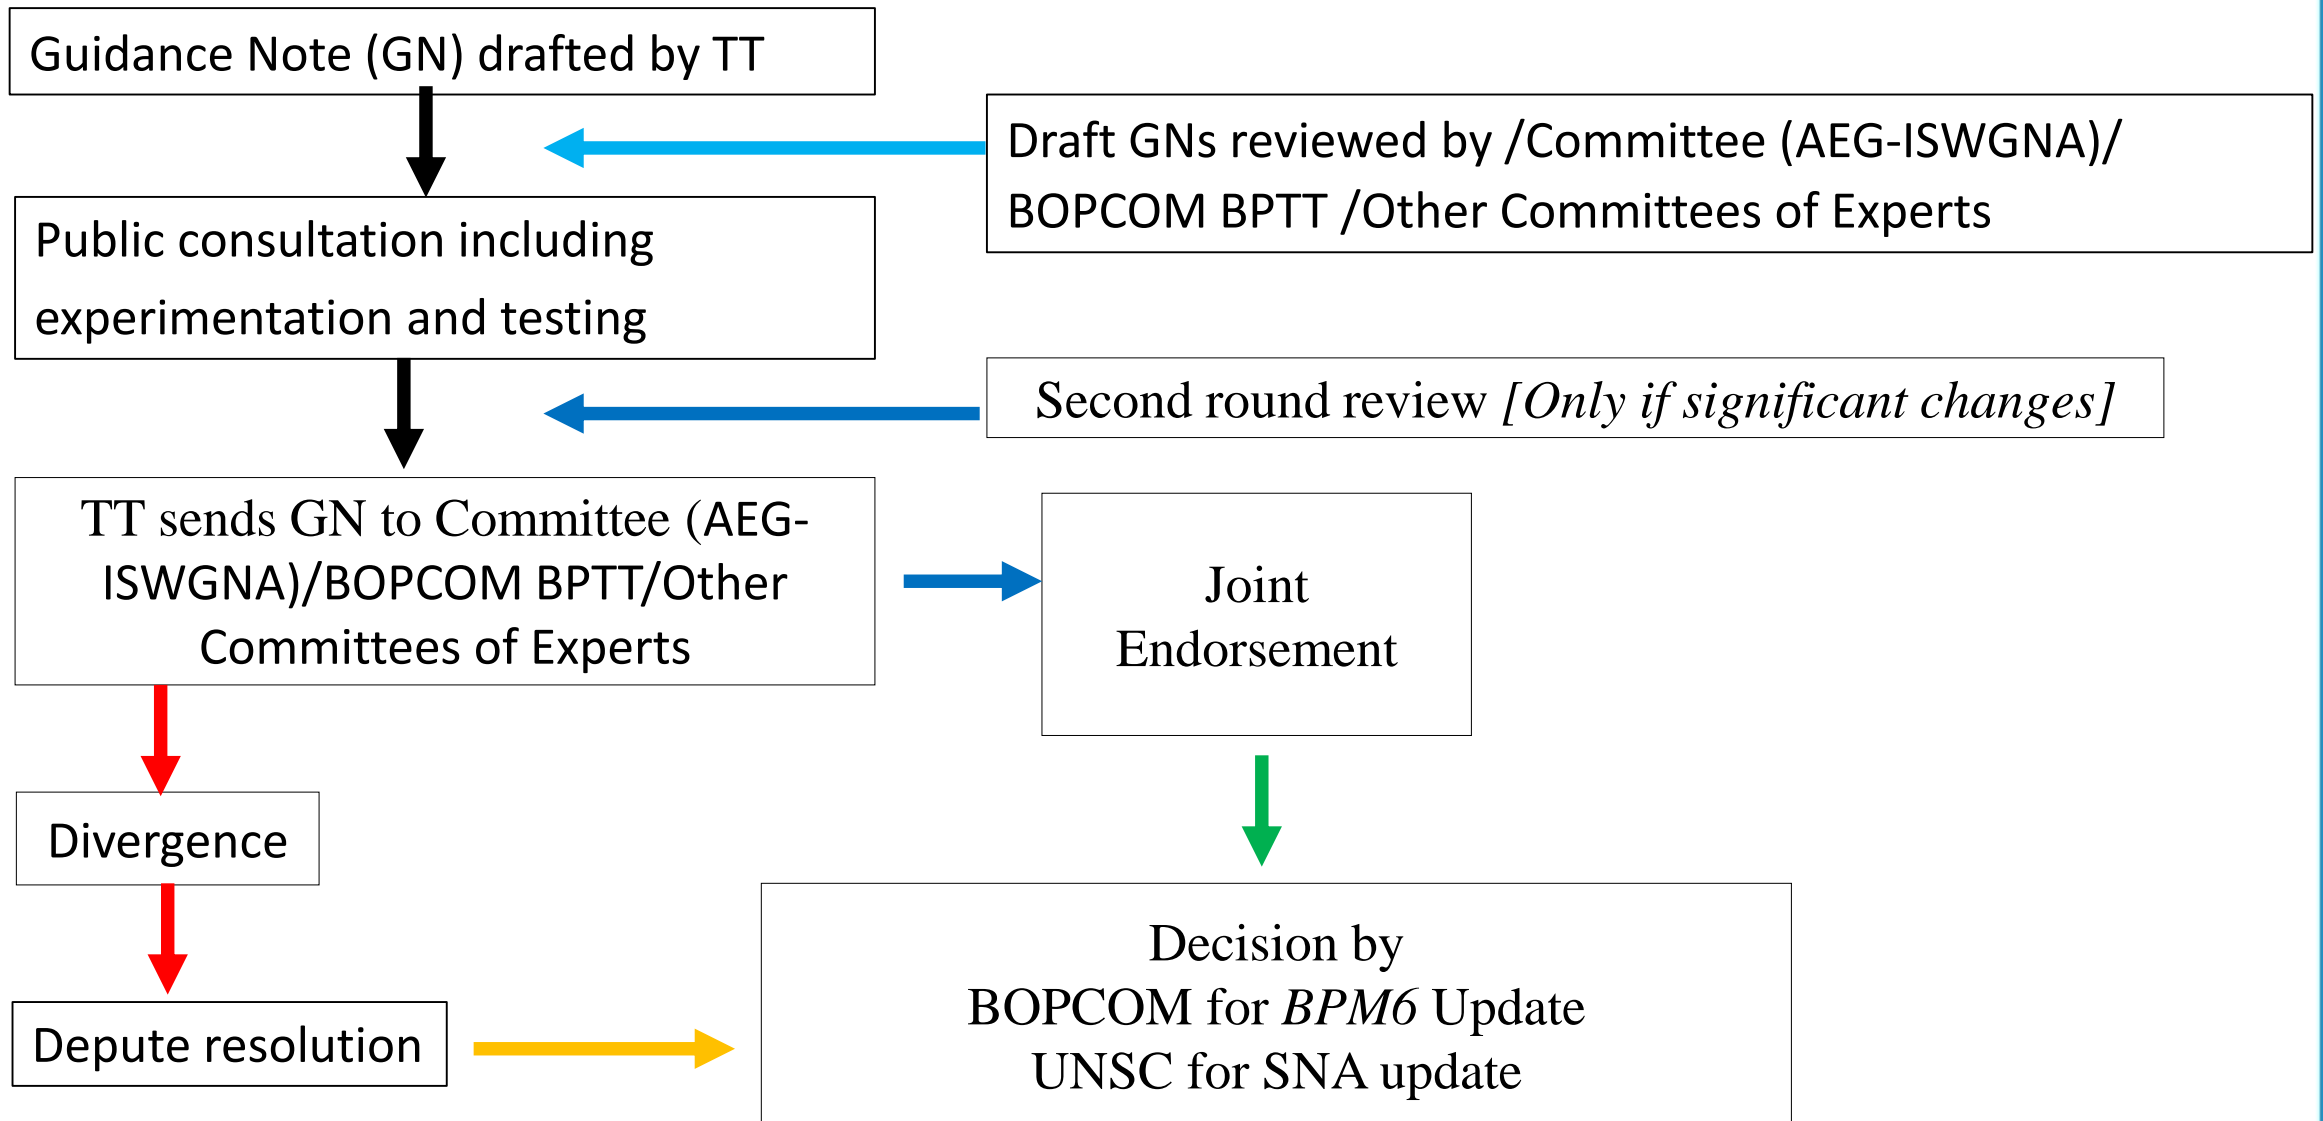 Guidance Note (GN) drafted by TT
Draft GNs reviewed by /Committee (AEG-ISWGNA)/
BOPCOM BPTT /Other Committees of Experts
Public consultation including
experimentation and testing
Second round review [Only if significant changes]
TT sends GN to Committee (AEG-
ISWGNA)/BOPCOM BPTT/Other
Committees of Experts
Joint
Endorsement
Divergence
Depute resolution
Decision by
BOPCOM for BPM6 Update
UNSC for SNA update